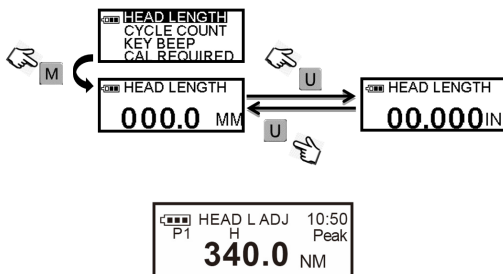 HEAD LENGTH
CYCLE COUNT
KEY BEEP
CAL REQUIRED
M
U
HEAD LENGTH
000.0 MM
U
HEAD LENGTH
00.000IN
HEAD L ADJ 10:50
P1 H Peak
340.0 NM